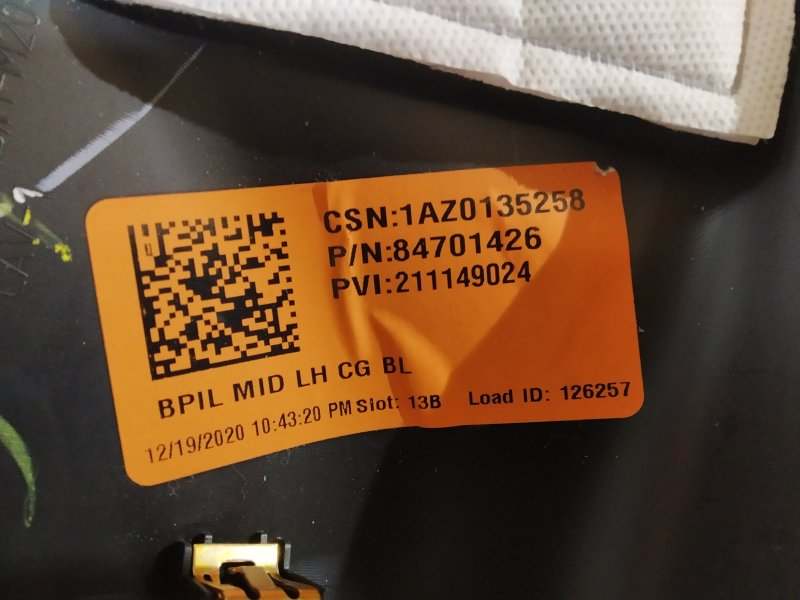 CSN:1AZ0135258
P/N:84701426
PVI:211149024
BPIL MID LH CG BL
12/19/2020 10:43:20 PM Slot: 13B Load ID: 126257